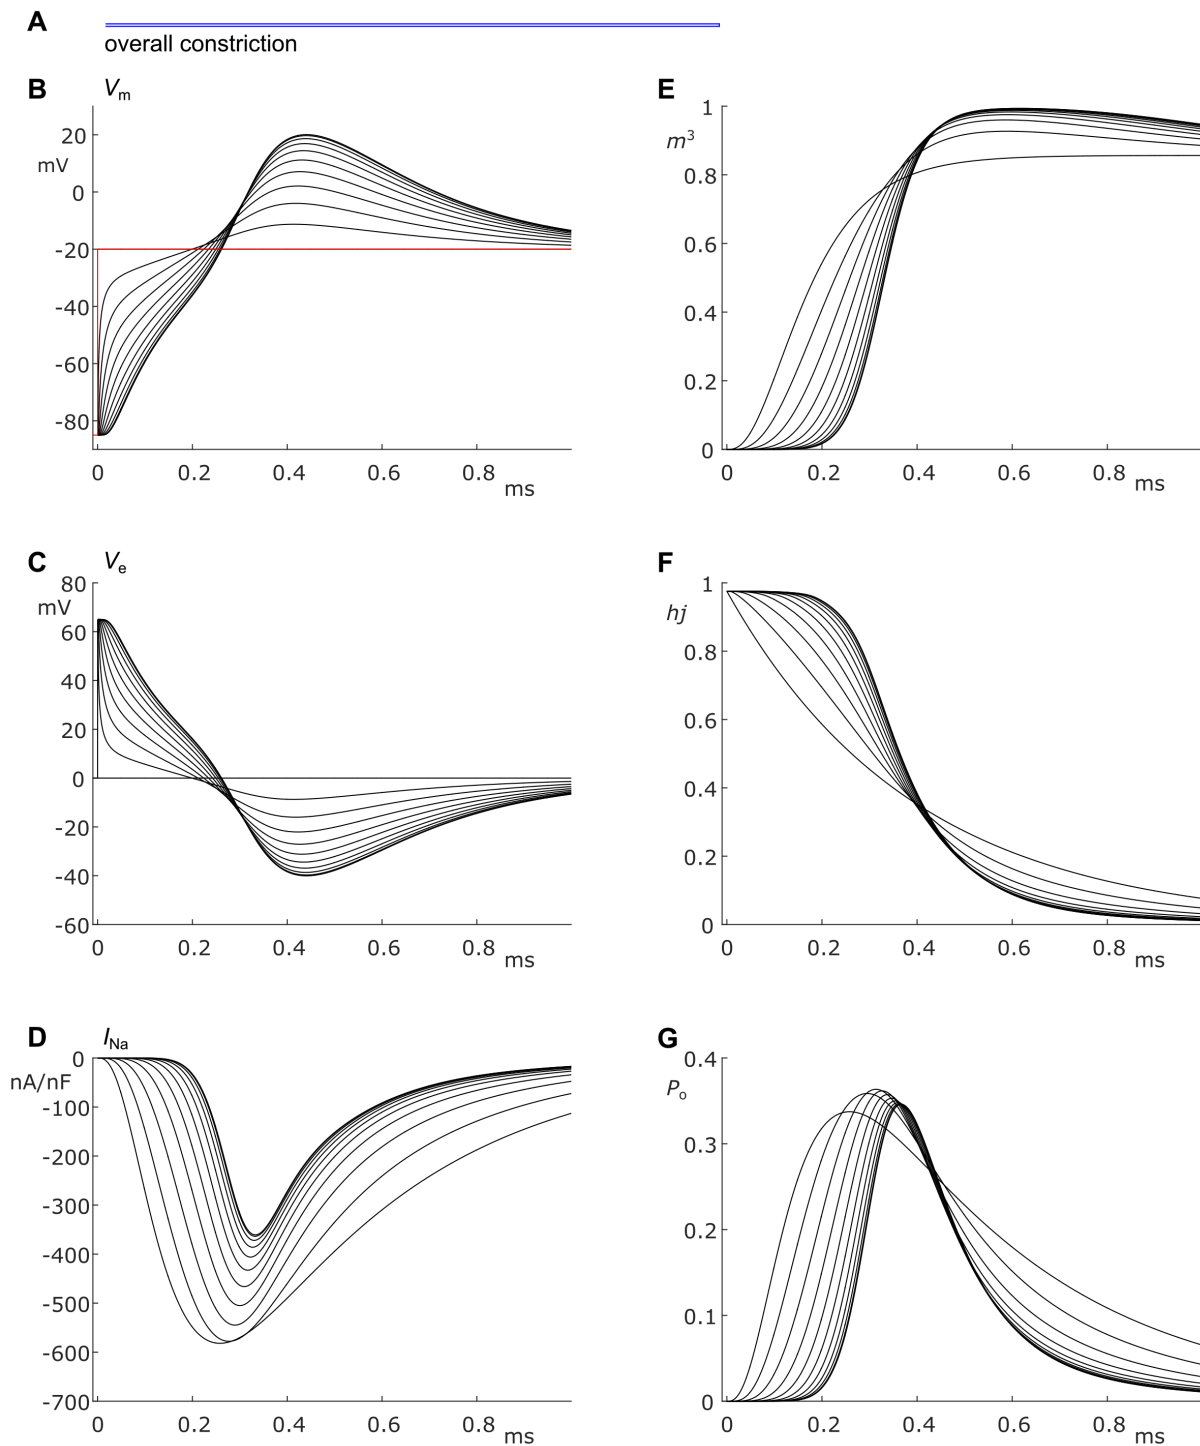 A
overall constriction
B
Vm
20
mV
0
-20
-40
-60
-80
0 0.2 0.4 0.6 0.8
ms
E
1
m³
0.8
0.6
0.4
0.2
0
0 0.2 0.4 0.6 0.8
ms
C
Ve
80
mV
60
40
20
0
-20
-40
-60
0 0.2 0.4 0.6 0.8
ms
F
1
hj
0.8
0.6
0.4
0.2
0
0 0.2 0.4 0.6 0.8
ms
D
INa
0
nA/nF
-100
-200
-300
-400
-500
-600
-700
0 0.2 0.4 0.6 0.8
ms
G
0.4
Po
0.3
0.2
0.1
0
0 0.2 0.4 0.6 0.8
ms